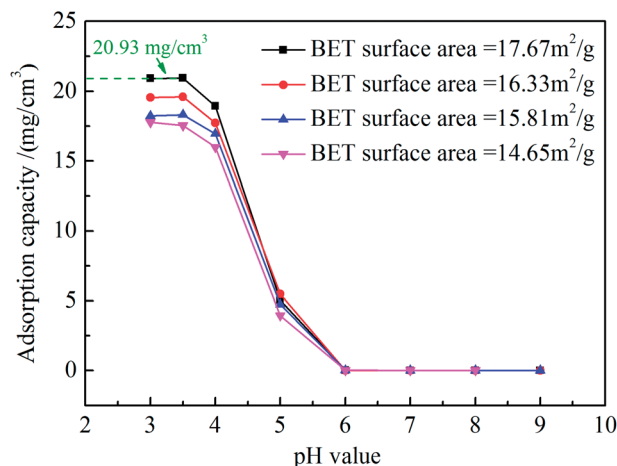 25
20.93 mg/cm³
BET surface area =17.67m²/g
BET surface area =16.33m²/g
BET surface area =15.81m²/g
BET surface area =14.65m²/g
20
15
10
5
0
Adsorption capacity /(mg/cm³)
2 3 4 5 6 7 8 9 10
pH value